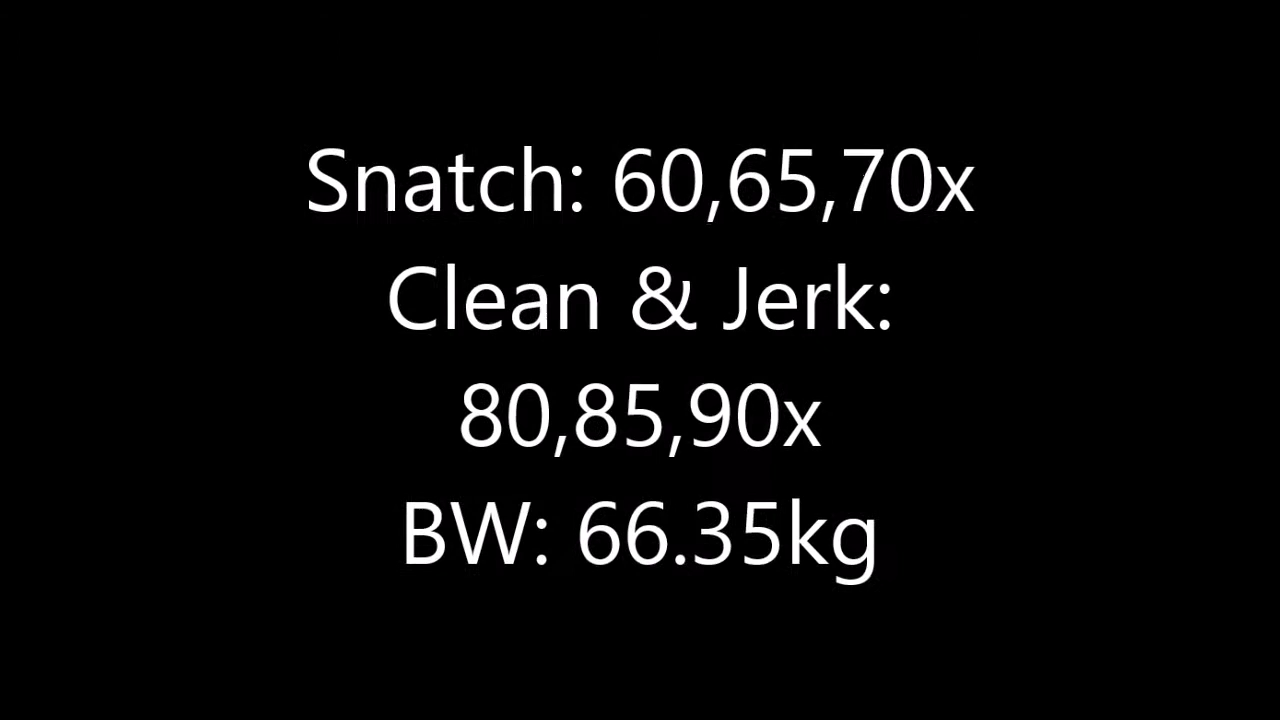 Snatch: 60,65,70x
Clean & Jerk:
80,85,90x
BW: 66.35kg